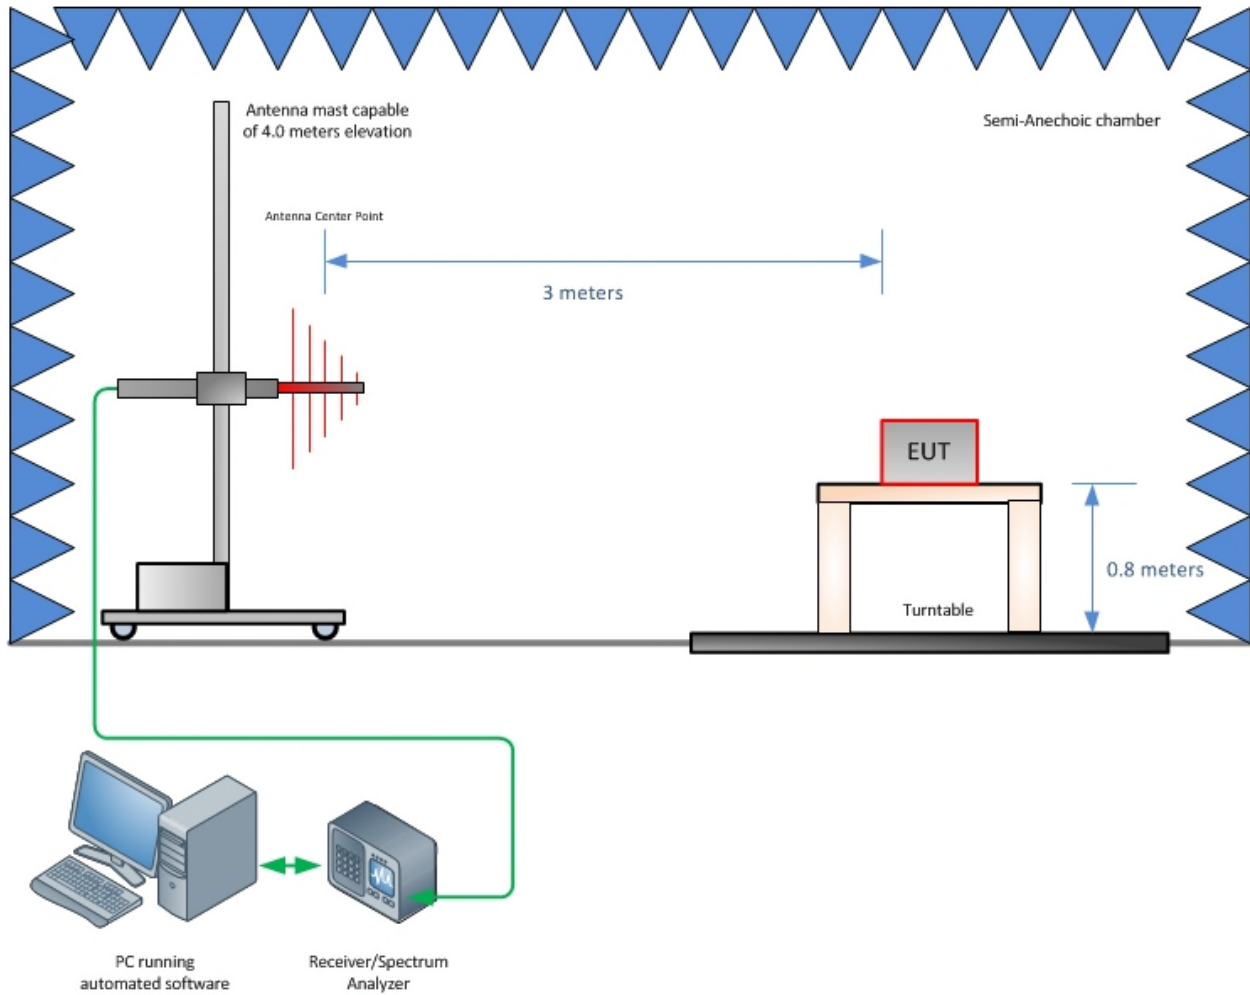 Antenna mast capable
of 4.0 meters elevation
Semi-Anechoic chamber
Antenna Center Point
3 meters
EUT
0.8 meters
Turntable
PC running
automated software
Receiver/Spectrum
Analyzer